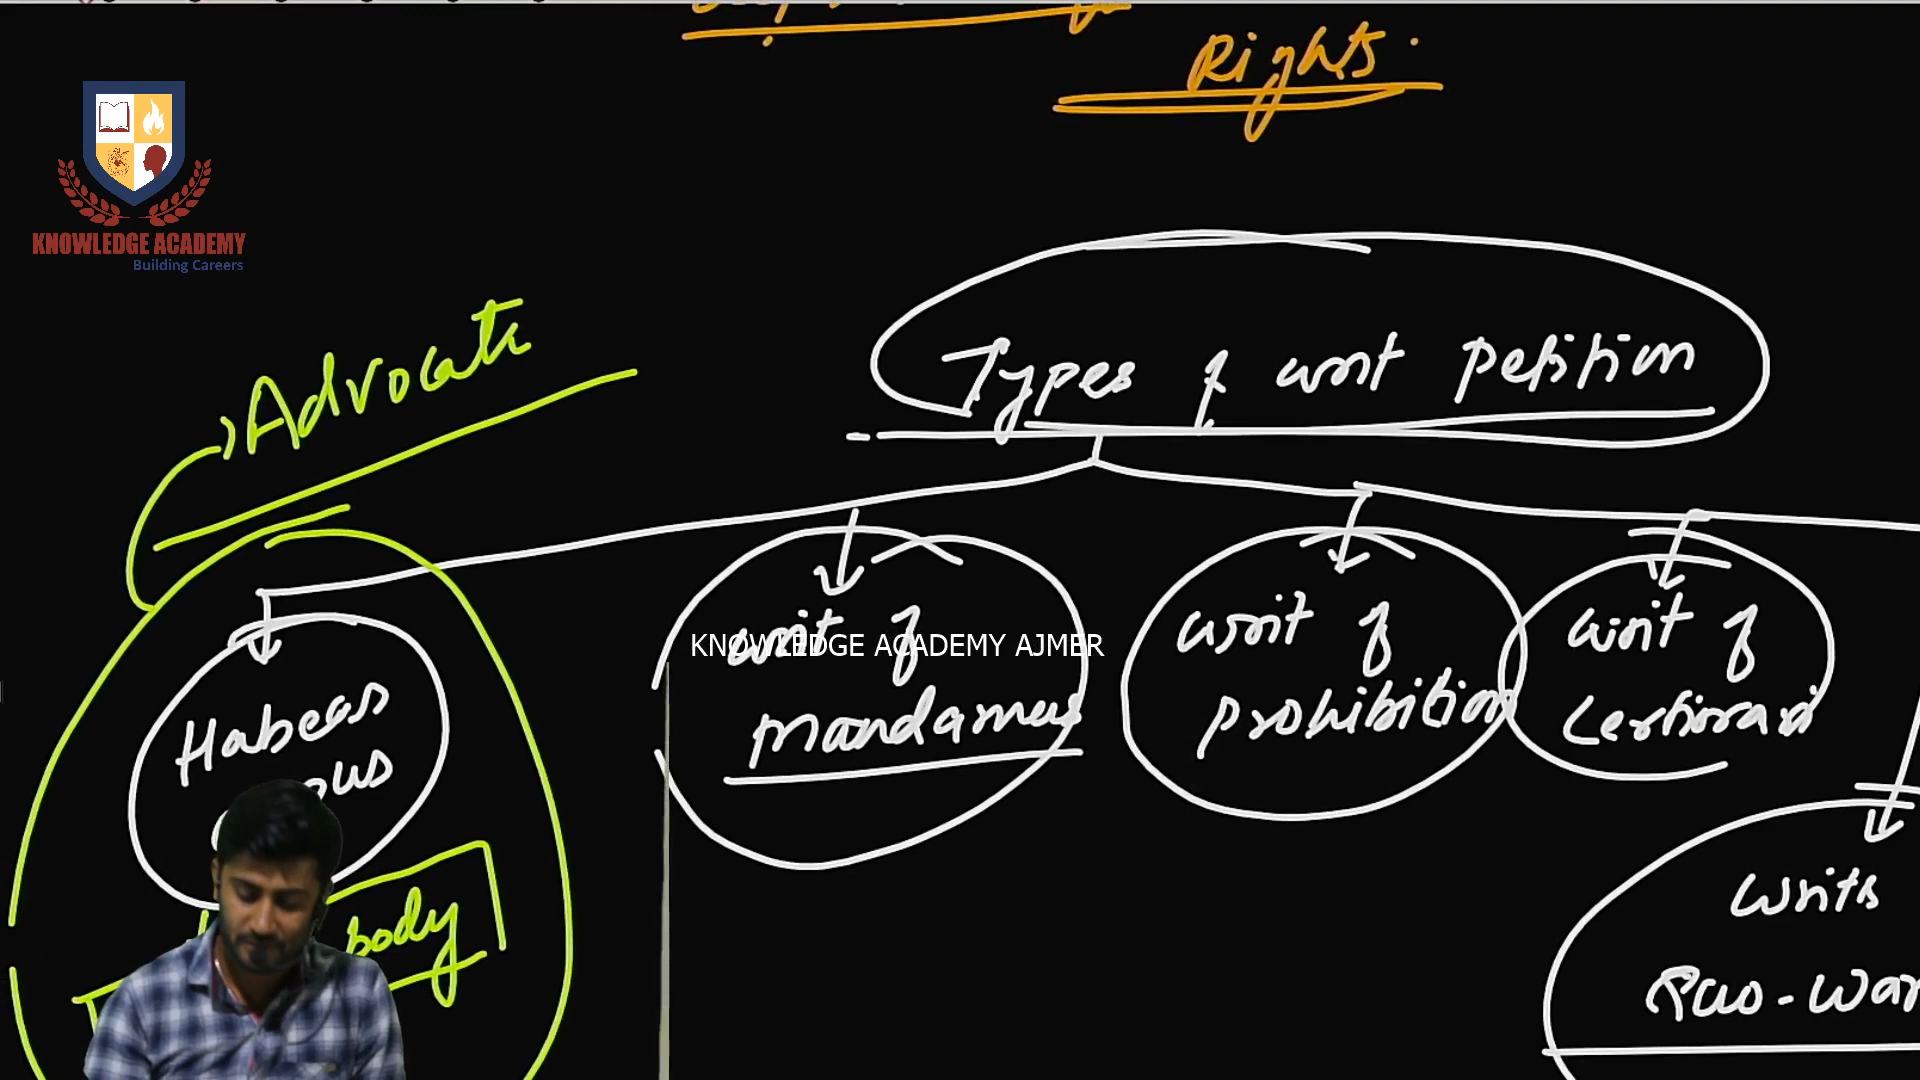 Rights.
KNOWLEDGE ACADEMY
Building Careers
Advocate
Types of writ petition
Habeas
writ of
mandamus
KNOWLEDGE ACADEMY AJMER
writ of
prohibition
writ of
Certiorari
body
Writs
Quo-War